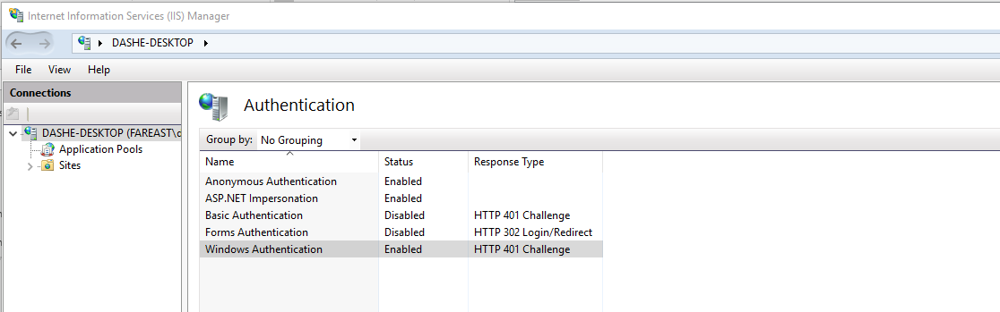 Internet Information Services (IIS) Manager
DASHE-DESKTOP
File View Help
Connections
Authentication
DASHE-DESKTOP (FAREAST\
Application Pools
Sites
Group by: No Grouping
Name Status Response Type
Anonymous Authentication Enabled
ASP.NET Impersonation Enabled
Basic Authentication Disabled HTTP 401 Challenge
Forms Authentication Disabled HTTP 302 Login/Redirect
Windows Authentication Enabled HTTP 401 Challenge